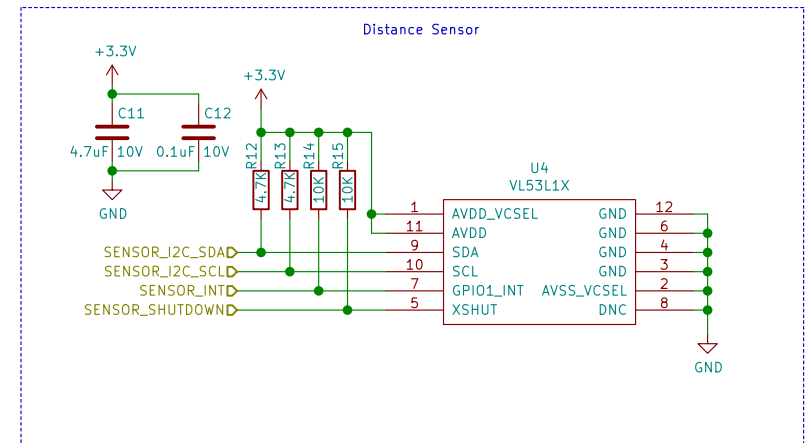 Distance Sensor
+3.3V
C11
4.7uF 10V
C12
0.1uF 10V
GND
+3.3V
R12
4.7K
R13
4.7K
R14
10K
R15
10K
SENSOR_I2C_SDA
SENSOR_I2C_SCL
SENSOR_INT
SENSOR_SHUTDOWN
U4
VL53L1X
1 AVDD_VCSEL GND 12
11 AVDD GND 6
9 SDA GND 4
10 SCL GND 3
7 GPIO1_INT AVSS_VCSEL 2
5 XSHUT DNC 8
GND